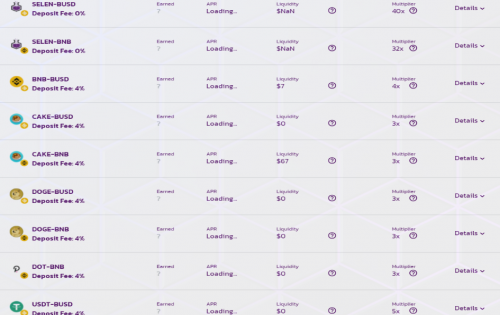 SELEN-BUSD Earned APR Liquidity Multiplier
Deposit Fee: 0% ? Loading... $NaN 40x Details
SELEN-BNB Earned APR Liquidity Multiplier
Deposit Fee: 0% ? Loading... $NaN 32x Details
BNB-BUSD Earned APR Liquidity Multiplier
Deposit Fee: 4% ? Loading... $7 4x Details
CAKE-BUSD Earned APR Liquidity Multiplier
Deposit Fee: 4% ? Loading... $0 3x Details
CAKE-BNB Earned APR Liquidity Multiplier
Deposit Fee: 4% ? Loading... $67 3x Details
DOGE-BUSD Earned APR Liquidity Multiplier
Deposit Fee: 4% ? Loading... $0 3x Details
DOGE-BNB Earned APR Liquidity Multiplier
Deposit Fee: 4% ? Loading... $0 3x Details
DOT-BNB Earned APR Liquidity Multiplier
Deposit Fee: 4% ? Loading... $0 3x Details
USDT-BUSD Earned APR Liquidity Multiplier
Deposit Fee: 4% ? Loading... $0 5x Details